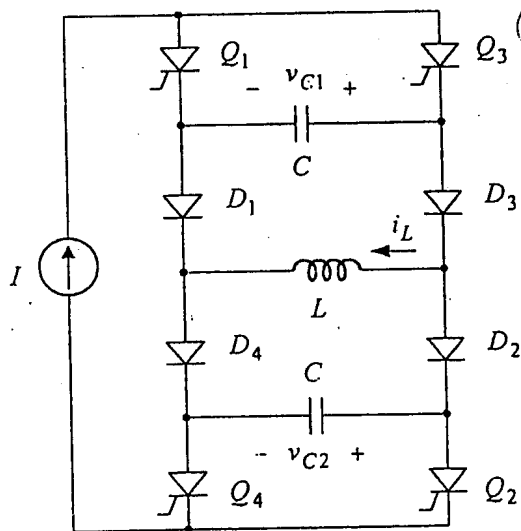 (
Q1 Q3
- vC1 +
C
D1 D3
iL
I
L
D4 D2
C
- vC2 +
Q4 Q2